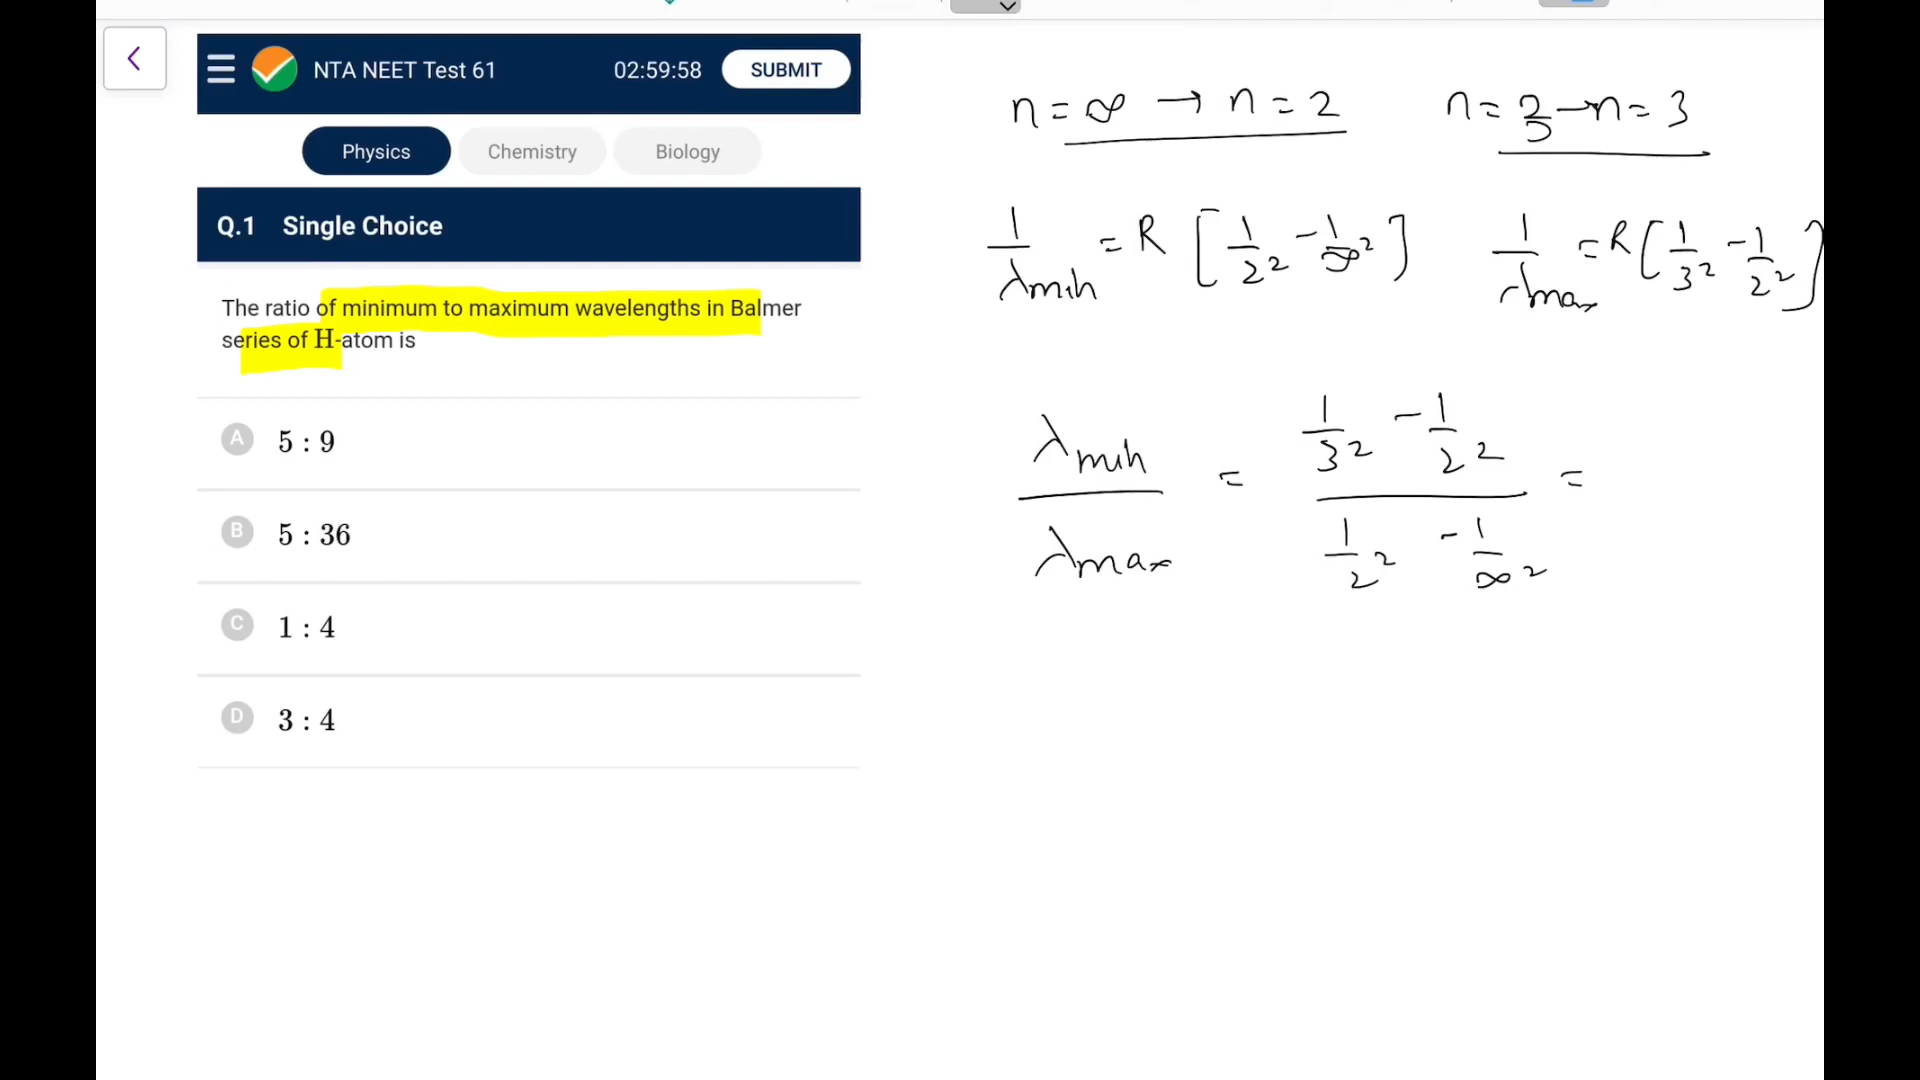 NTA NEET Test 61 02:59:58 SUBMIT
Physics Chemistry Biology
Q.1 Single Choice
The ratio of minimum to maximum wavelengths in Balmer
series of H-atom is
A 5 : 9
B 5 : 36
C 1 : 4
D 3 : 4
n = ∞ → n = 2
n = → n = 3
1/λmin = R [1/2² - 1/∞²]
1/λmax = R [1/3² - 1/2²]
λmin/λmax = (1/3² - 1/2²)/(1/2² - 1/∞²) =